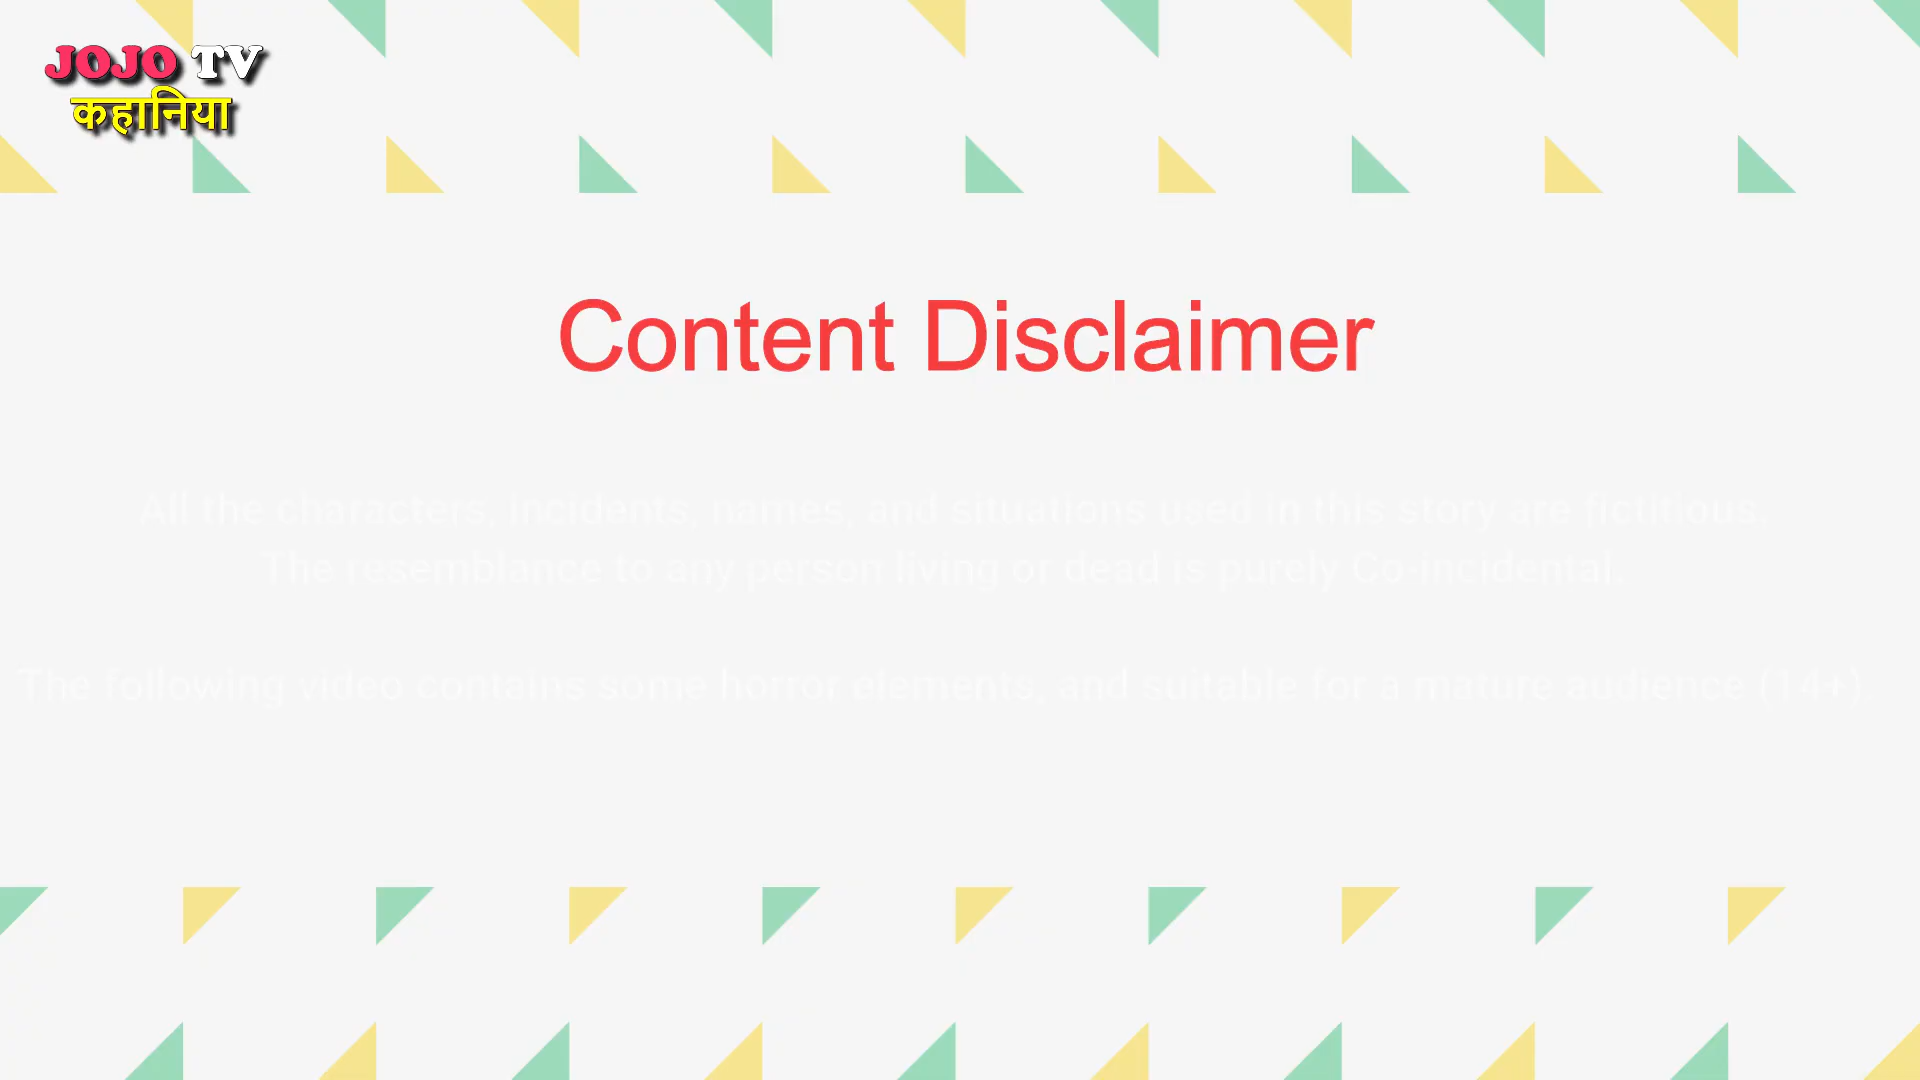 JOJO TV
कहानिया
Content Disclaimer
All the characters, incidents, names, and situations used in this story are fictitious.
The resemblance to any person living or dead is purely Co-incidental.
The following video contains some horror elements, and suitable for a mature audience (14+).